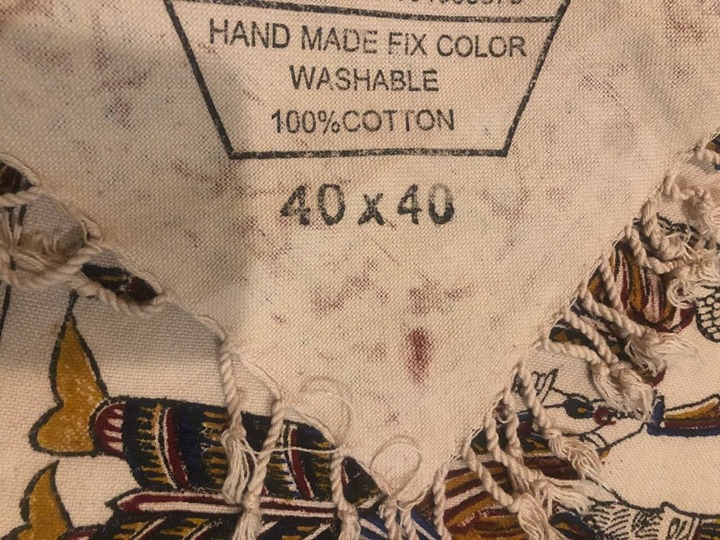 HAND MADE FIX COLOR
WASHABLE
100%COTTON
40 x 40